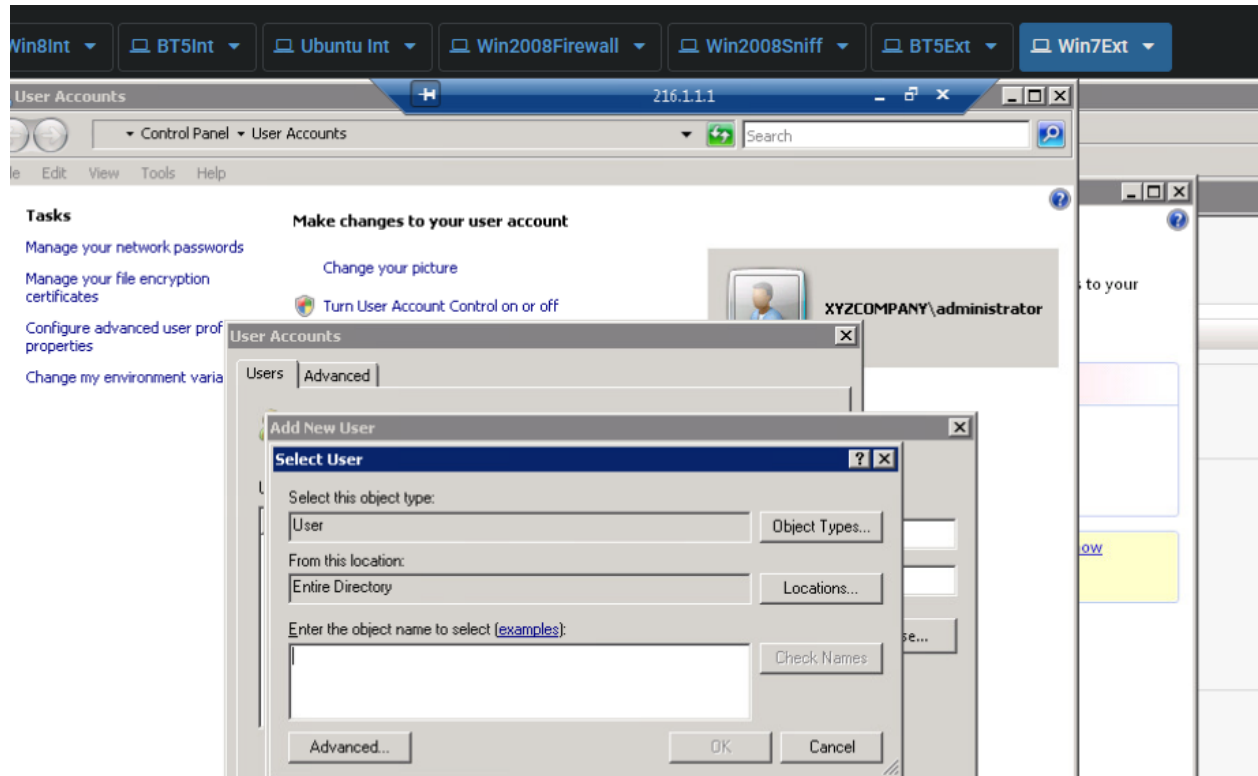 Win8Int BT5Int Ubuntu Int Win2008Firewall Win2008Sniff BT5Ext Win7Ext
User Accounts 216.1.1.1
Control Panel User Accounts Search
Edit View Tools Help
Tasks
Manage your network passwords
Manage your file encryption
certificates
Configure advanced user prof
properties
Change my environment varia
Make changes to your user account
Change your picture
Turn User Account Control on or off
XYZCOMPANY\administrator
to your
ow
User Accounts
Users Advanced
Add New User
Select User
Select this object type:
User Object Types...
From this location:
Entire Directory Locations...
Enter the object name to select (examples):
Check Names
se...
Advanced... OK Cancel